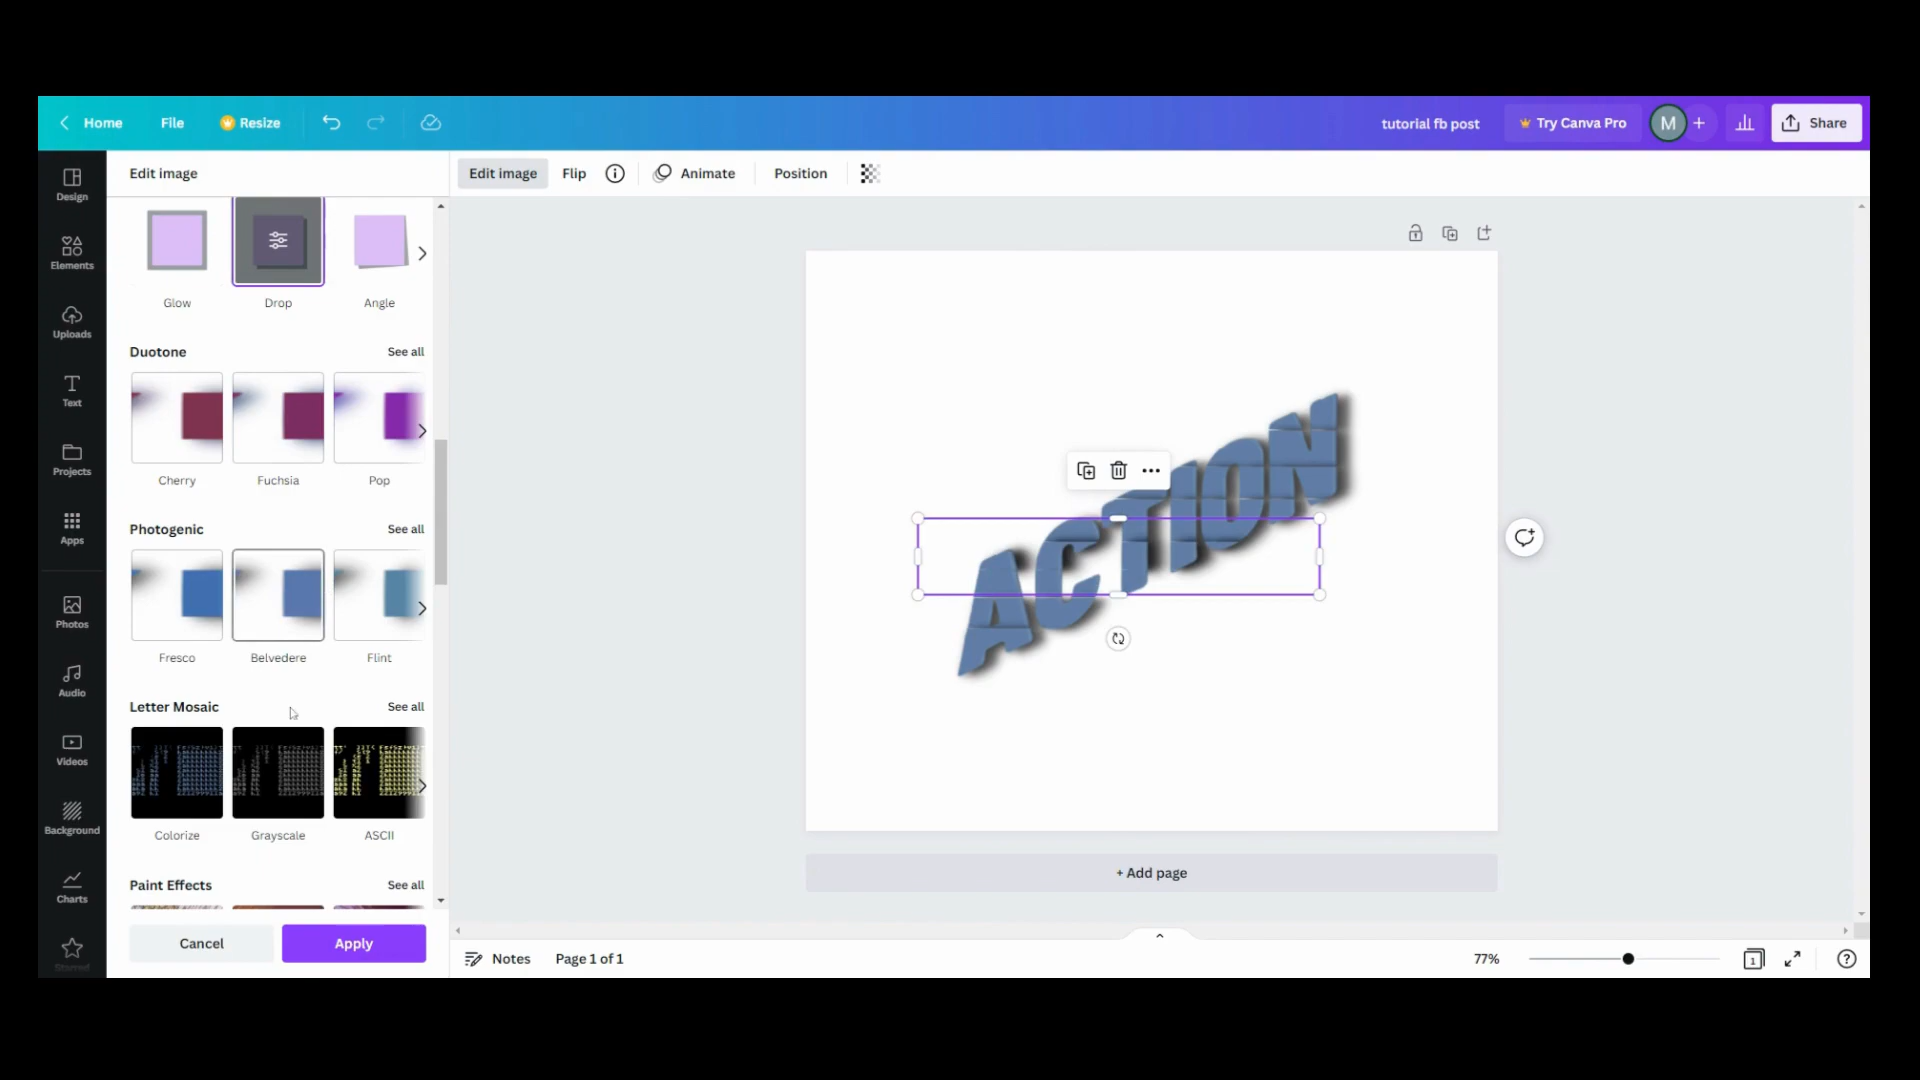 Home File Resize tutorial fb post Try Canva Pro M + Share
Edit image Edit image Flip Animate Position
Design
Elements
Uploads
Text
Projects
Apps
Photos
Audio
Videos
Background
Charts
Starred
Glow Drop Angle
Duotone See all
Cherry Fuchsia Pop
Photogenic See all
Fresco Belvedere Flint
Letter Mosaic See all
Colorize Grayscale ASCII
Paint Effects See all
Cancel Apply
ACTION
+ Add page
Notes Page 1 of 1 77% 1 ?